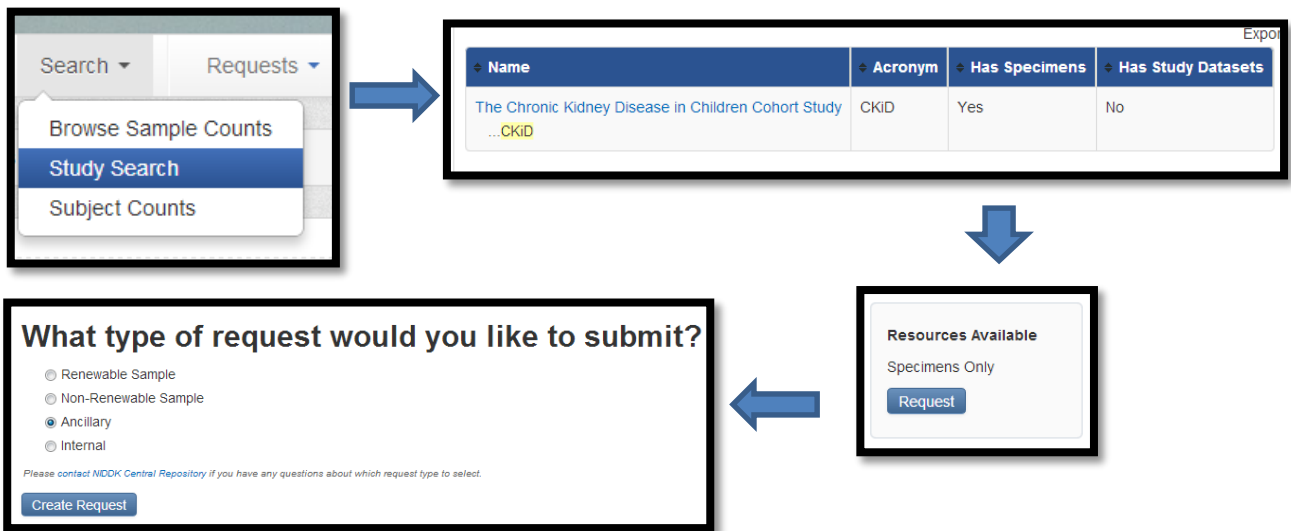 Search Requests
Browse Sample Counts
Study Search
Subject Counts
Expor
Name Acronym Has Specimens Has Study Datasets
The Chronic Kidney Disease in Children Cohort Study CKiD Yes No
...CKiD
Resources Available
Specimens Only
Request
What type of request would you like to submit?
Renewable Sample
Non-Renewable Sample
Ancillary
Internal
Please contact NIDDK Central Repository if you have any questions about which request type to select.
Create Request